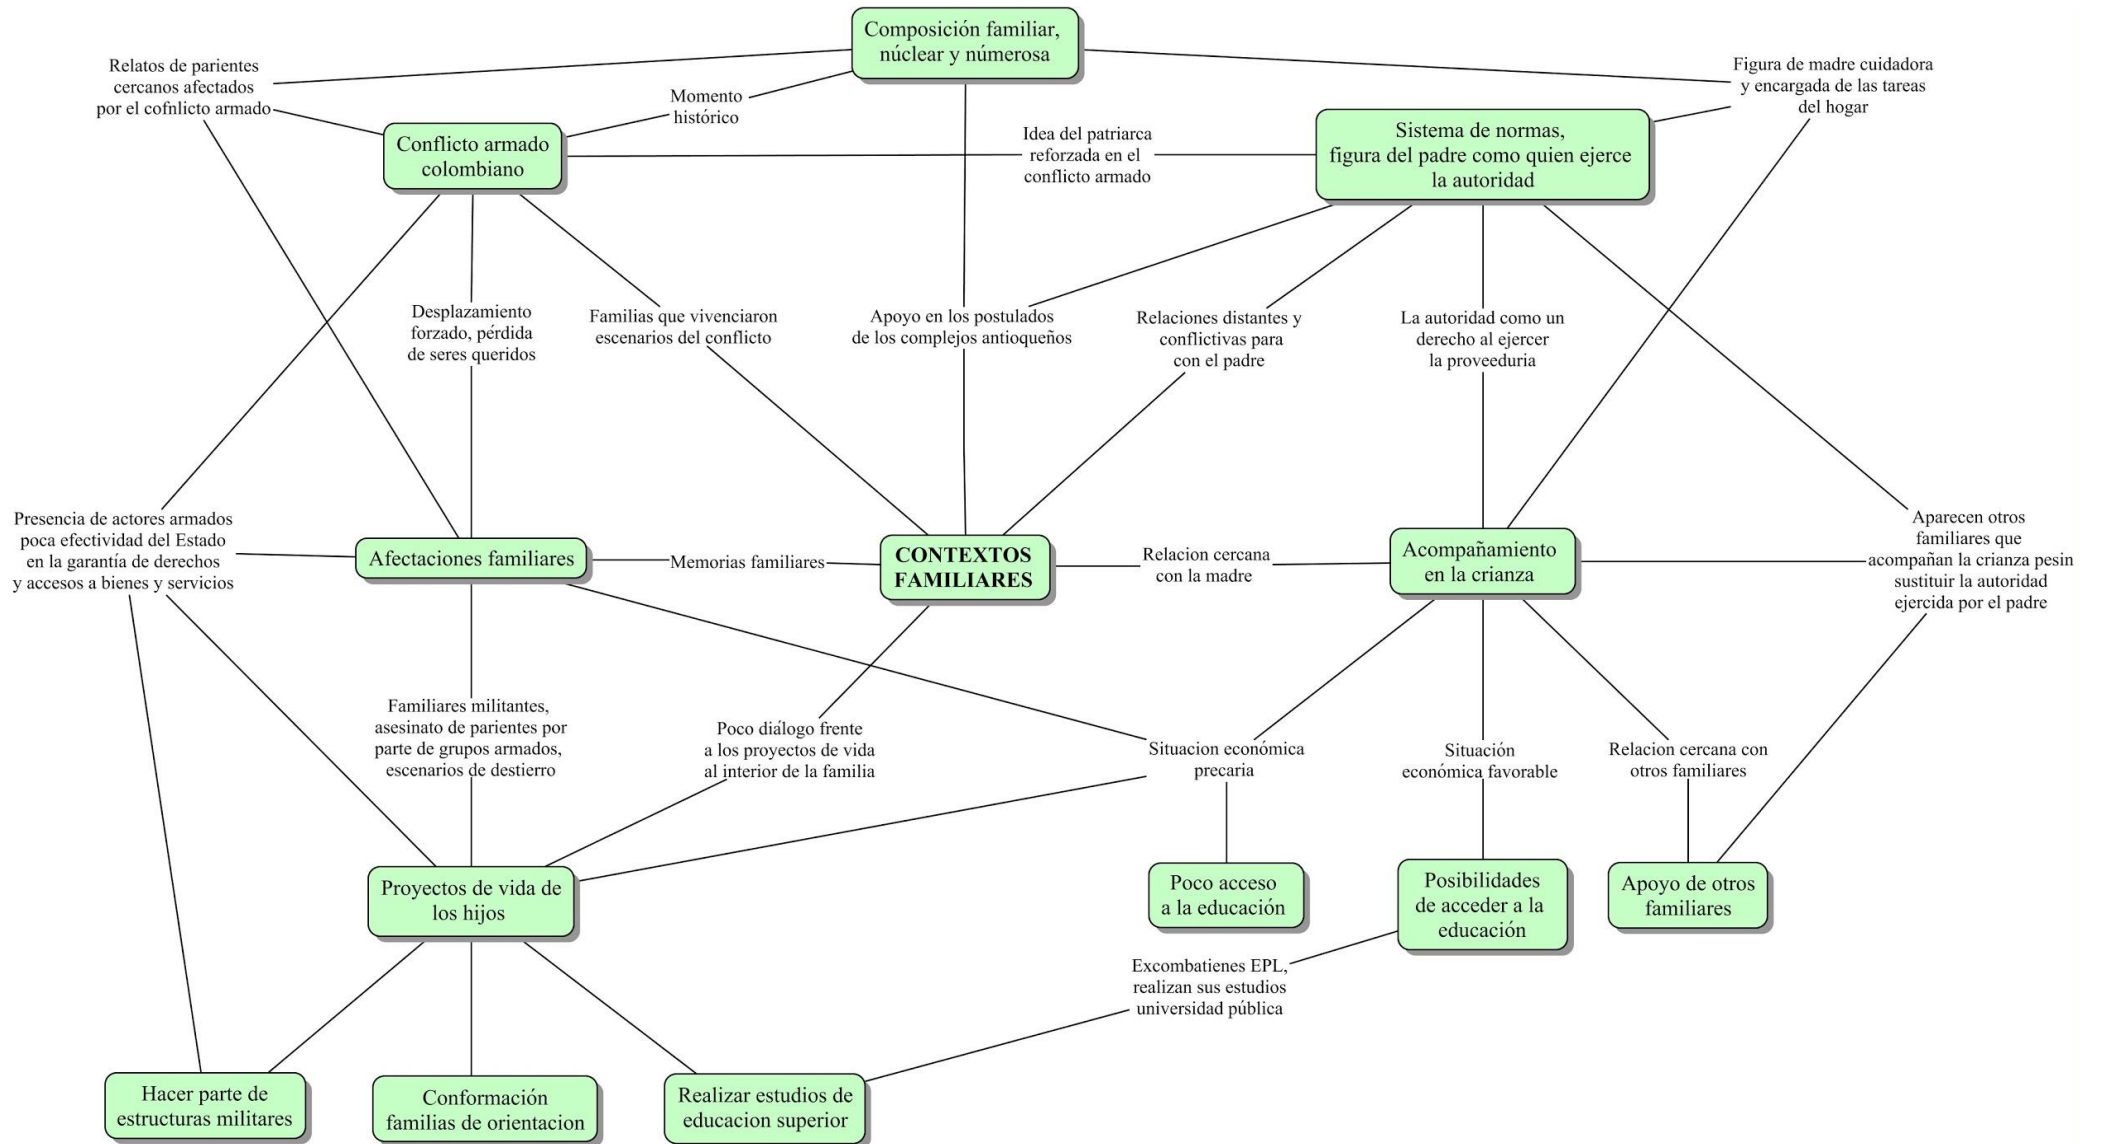 Composición familiar,
núclear y númerosa
Relatos de parientes
cercanos afectados
por el cofnlicto armado
Momento
histórico
Figura de madre cuidadora
y encargada de las tareas
del hogar
Conflicto armado
colombiano
Idea del patriarca
reforzada en el
conflicto armado
Sistema de normas,
figura del padre como quien ejerce
la autoridad
Desplazamiento
forzado, pérdida
de seres queridos
Familias que vivenciaron
escenarios del conflicto
Apoyo en los postulados
de los complejos antioqueños
Relaciones distantes y
conflictivas para
con el padre
La autoridad como un
derecho al ejercer
la proveeduria
Presencia de actores armados
poca efectividad del Estado
en la garantía de derechos
y accesos a bienes y servicios
Afectaciones familiares
Memorias familiares
CONTEXTOS
FAMILIARES
Relacion cercana
con la madre
Acompañamiento
en la crianza
Aparecen otros
familiares que
acompañan la crianza pesin
sustituir la autoridad
ejercida por el padre
Familiares militantes,
asesinato de parientes por
parte de grupos armados,
escenarios de destierro
Poco diálogo frente
a los proyectos de vida
al interior de la familia
Situacion económica
precaria
Situación
económica favorable
Relacion cercana con
otros familiares
Proyectos de vida de
los hijos
Poco acceso
a la educación
Posibilidades
de acceder a la
educación
Apoyo de otros
familiares
Excombatienes EPL,
realizan sus estudios
universidad pública
Hacer parte de
estructuras militares
Conformación
familias de orientacion
Realizar estudios de
educacion superior